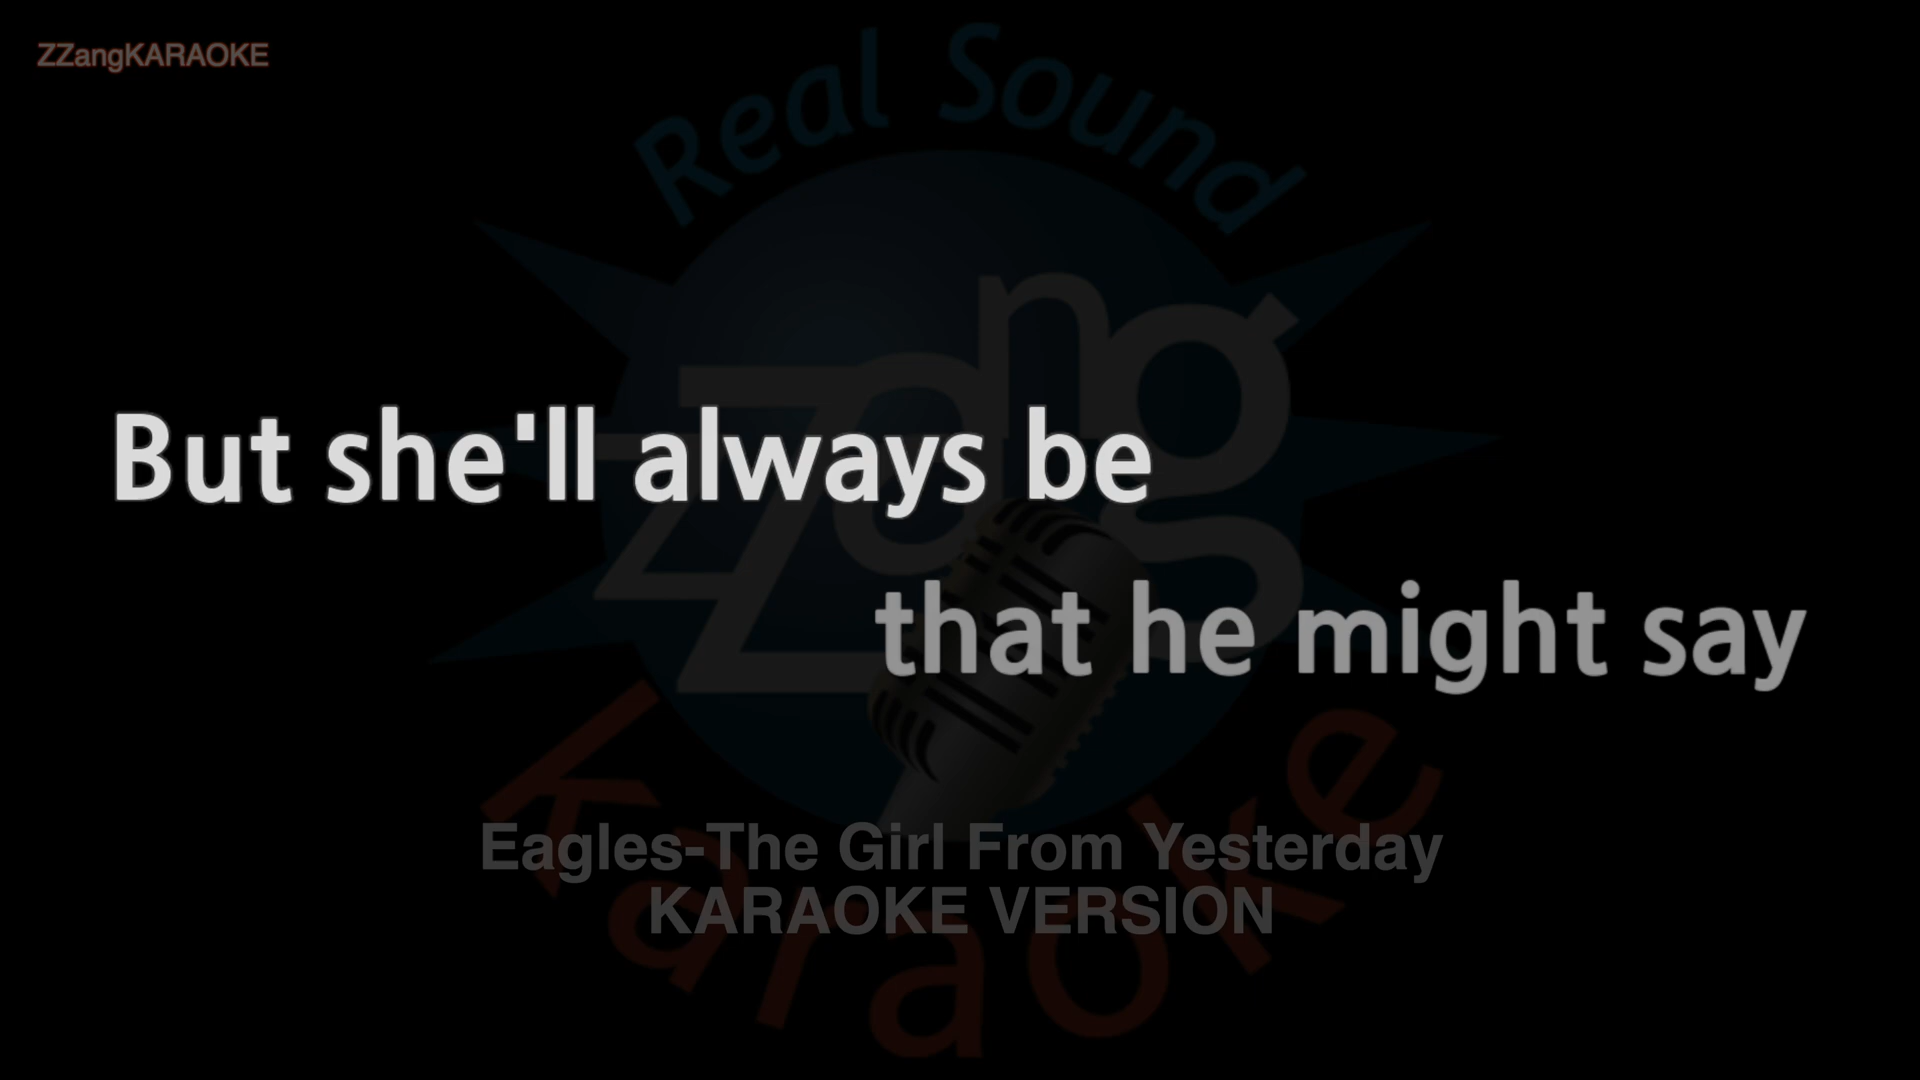 ZZangKARAOKE
Real Sound
ZZang
But she'll always be
that he might say
Eagles-The Girl From Yesterday
KARAOKE VERSION
Karaoke